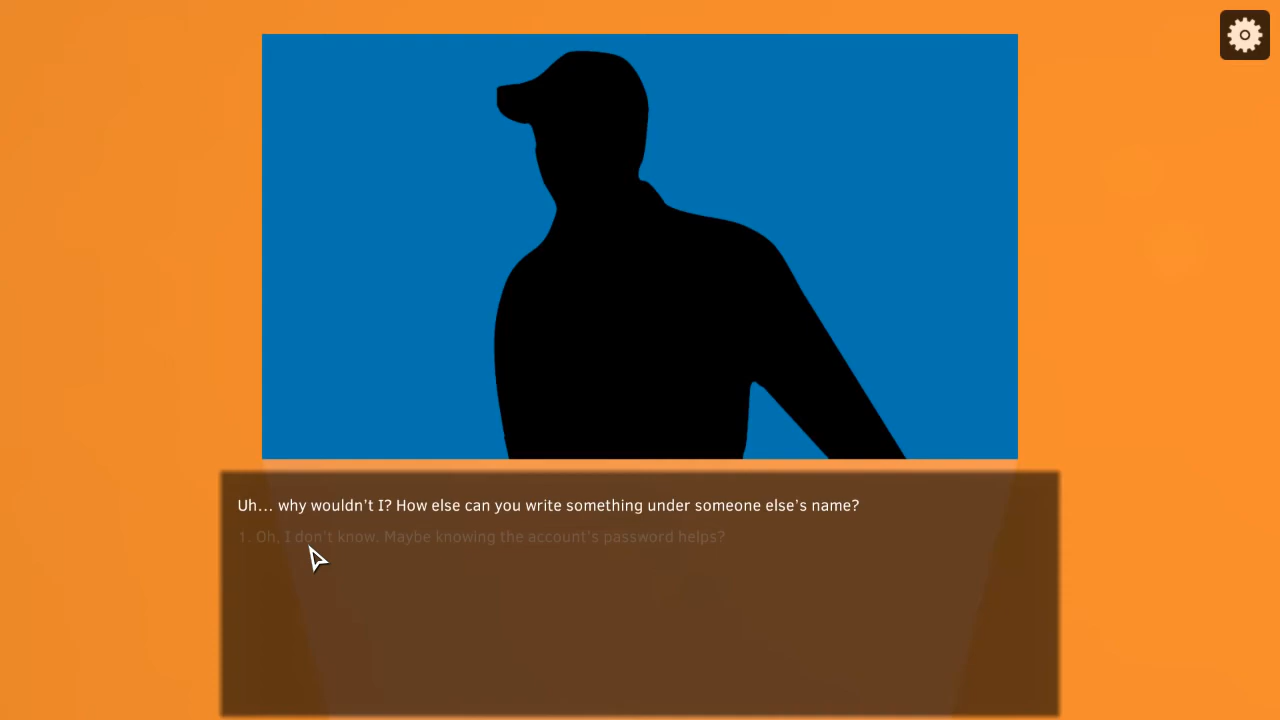 Uh… why wouldn't I? How else can you write something under someone else's name?
1. Oh, I don't know. Maybe knowing the account's password helps?